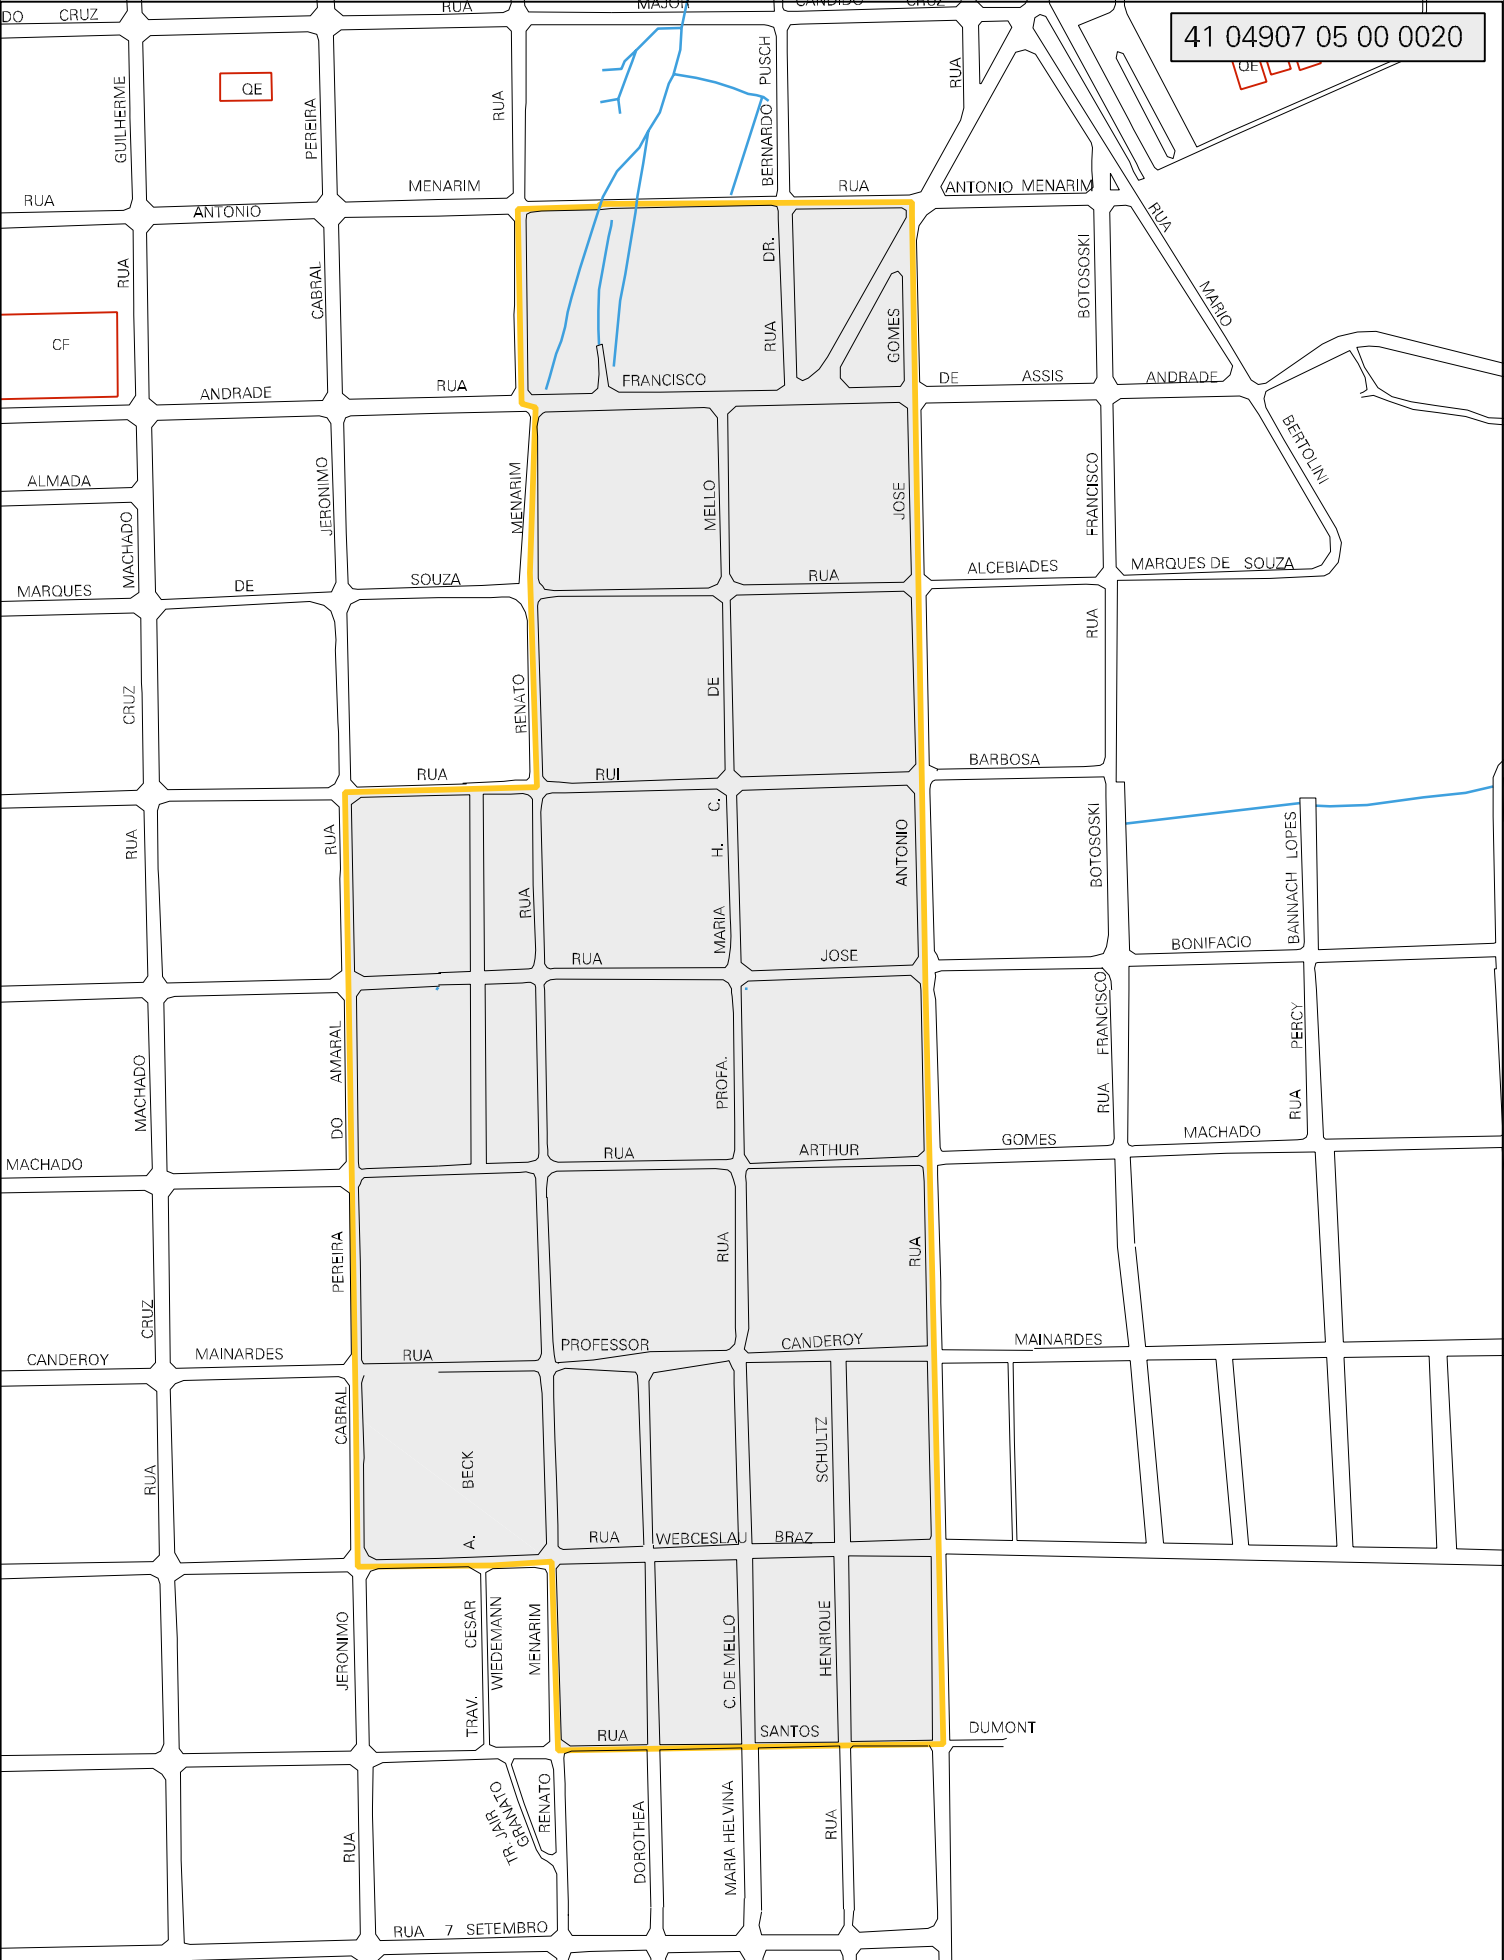 DO CRUZ
RUA
MAJOR
CANDIDO CRUZ
41 04907 05 00 0020
QE
QE
GUILHERME
PEREIRA
RUA
BERNARDO PUSCH
RUA
RUA
ANTONIO
MENARIM
RUA
ANTONIO MENARIM
RUA
CABRAL
DR.
RUA
GOMES
BOTOSOSKI
RUA
MARIO
CF
ANDRADE
RUA
FRANCISCO
DE
ASSIS
ANDRADE
BERTOLINI
ALMADA
MACHADO
JERONIMO
MENARIM
MELLO
JOSE
FRANCISCO
MARQUES
DE
SOUZA
RUA
ALCEBIADES
MARQUES DE SOUZA
CRUZ
RENATO
DE
RUA
RUA
RUI
BARBOSA
RUA
RUA
RUA
MARIA H. C.
ANTONIO
BOTOSOSKI
BANNACH LOPES
RUA
JOSE
BONIFACIO
MACHADO
DO AMARAL
PROFA.
RUA FRANCISCO
RUA PERCY
MACHADO
RUA
ARTHUR
GOMES
MACHADO
CRUZ
PEREIRA
RUA
RUA
CANDEROY
MAINARDES
RUA
PROFESSOR
CANDEROY
MAINARDES
RUA
CABRAL
A. BECK
SCHULTZ
RUA
WEBCESLAU
BRAZ
JERONIMO
TRAV. CESAR
WIEDEMANN
MENARIM
C. DE MELLO
HENRIQUE
RUA
SANTOS
DUMONT
RUA
TR. JAIR
GRANATO
RENATO
DOROTHEA
MARIA HELVINA
RUA
RUA 7 SETEMBRO